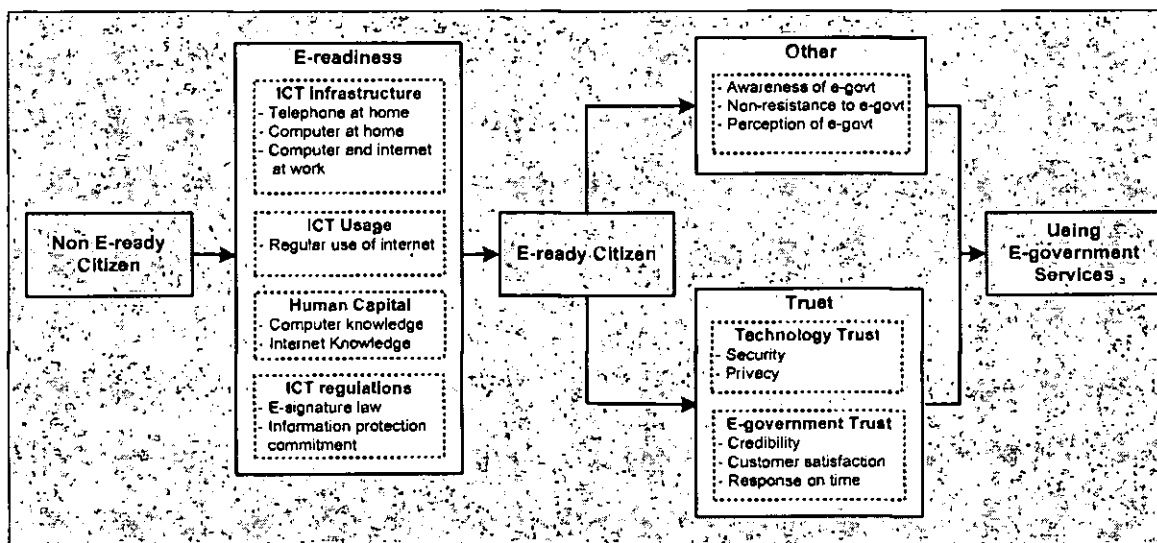 Non E-ready
Citizen
E-readiness
ICT Infrastructure
- Telephone at home
- Computer at home
- Computer and internet
at work
ICT Usage
- Regular use of internet
Human Capital
- Computer knowledge
- Internet Knowledge
ICT regulations
- E-signature law
- Information protection
commitment
E-ready Citizen
Other
- Awareness of e-govt
- Non-resistance to e-govt
- Perception of e-govt
Trust
Technology Trust
- Security
- Privacy
E-government Trust
- Credibility
- Customer satisfaction
- Response on time
Using
E-government
Services